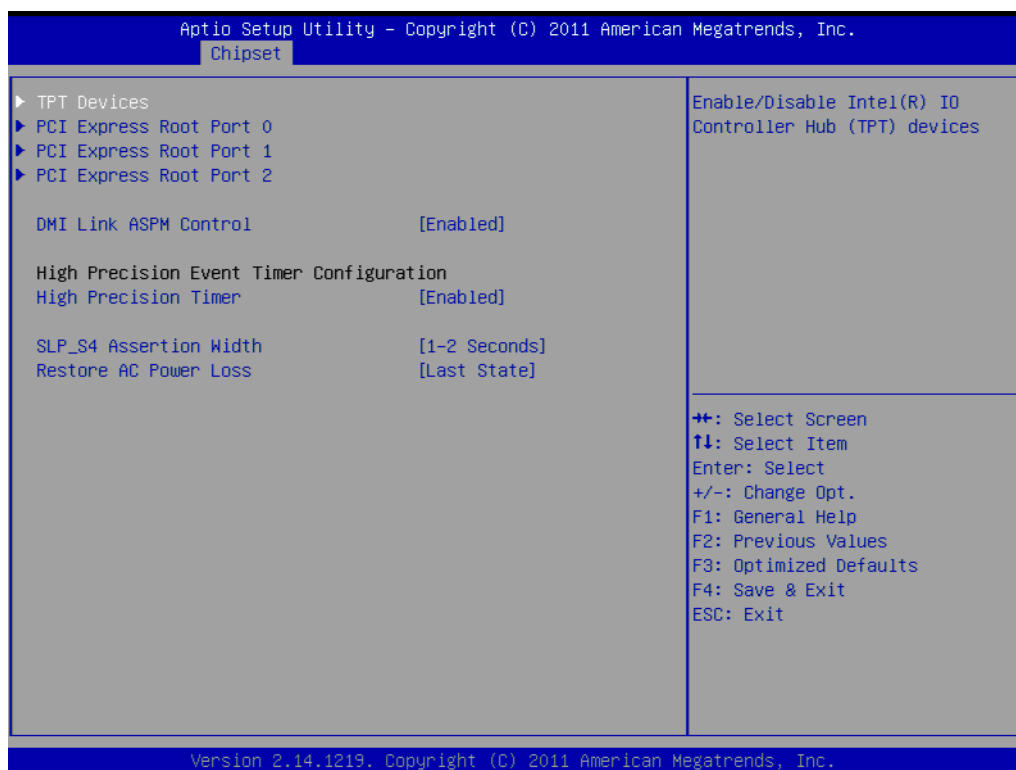 Aptio Setup Utility – Copyright (C) 2011 American Megatrends, Inc.
Chipset
TPT Devices
PCI Express Root Port 0
PCI Express Root Port 1
PCI Express Root Port 2
DMI Link ASPM Control [Enabled]
High Precision Event Timer Configuration
High Precision Timer [Enabled]
SLP_S4 Assertion Width [1-2 Seconds]
Restore AC Power Loss [Last State]
Enable/Disable Intel(R) IO
Controller Hub (TPT) devices
→←: Select Screen
↑↓: Select Item
Enter: Select
+/-: Change Opt.
F1: General Help
F2: Previous Values
F3: Optimized Defaults
F4: Save & Exit
ESC: Exit
Version 2.14.1219. Copyright (C) 2011 American Megatrends, Inc.